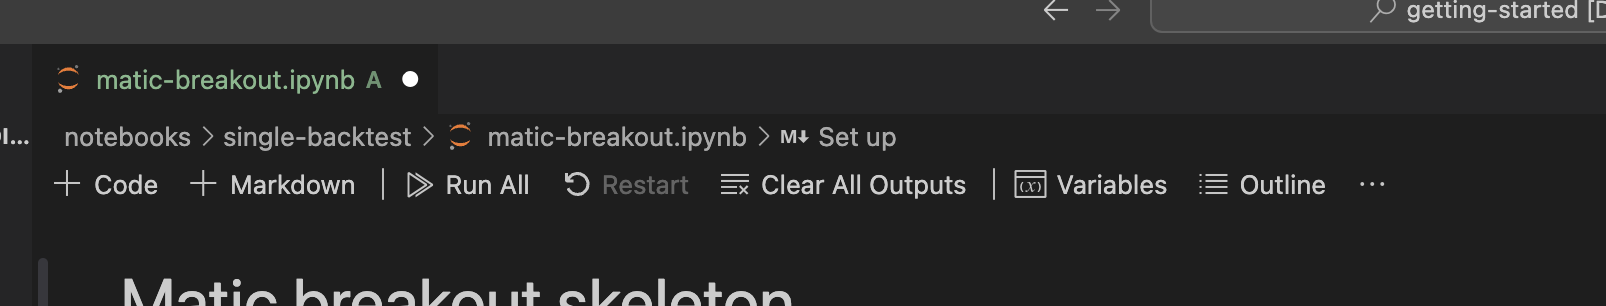 getting-started [D
matic-breakout.ipynb A
notebooks > single-backtest > matic-breakout.ipynb > M↓ Set up
+ Code + Markdown | Run All Restart Clear All Outputs | (x) Variables Outline ...
Matic breakout skeleton